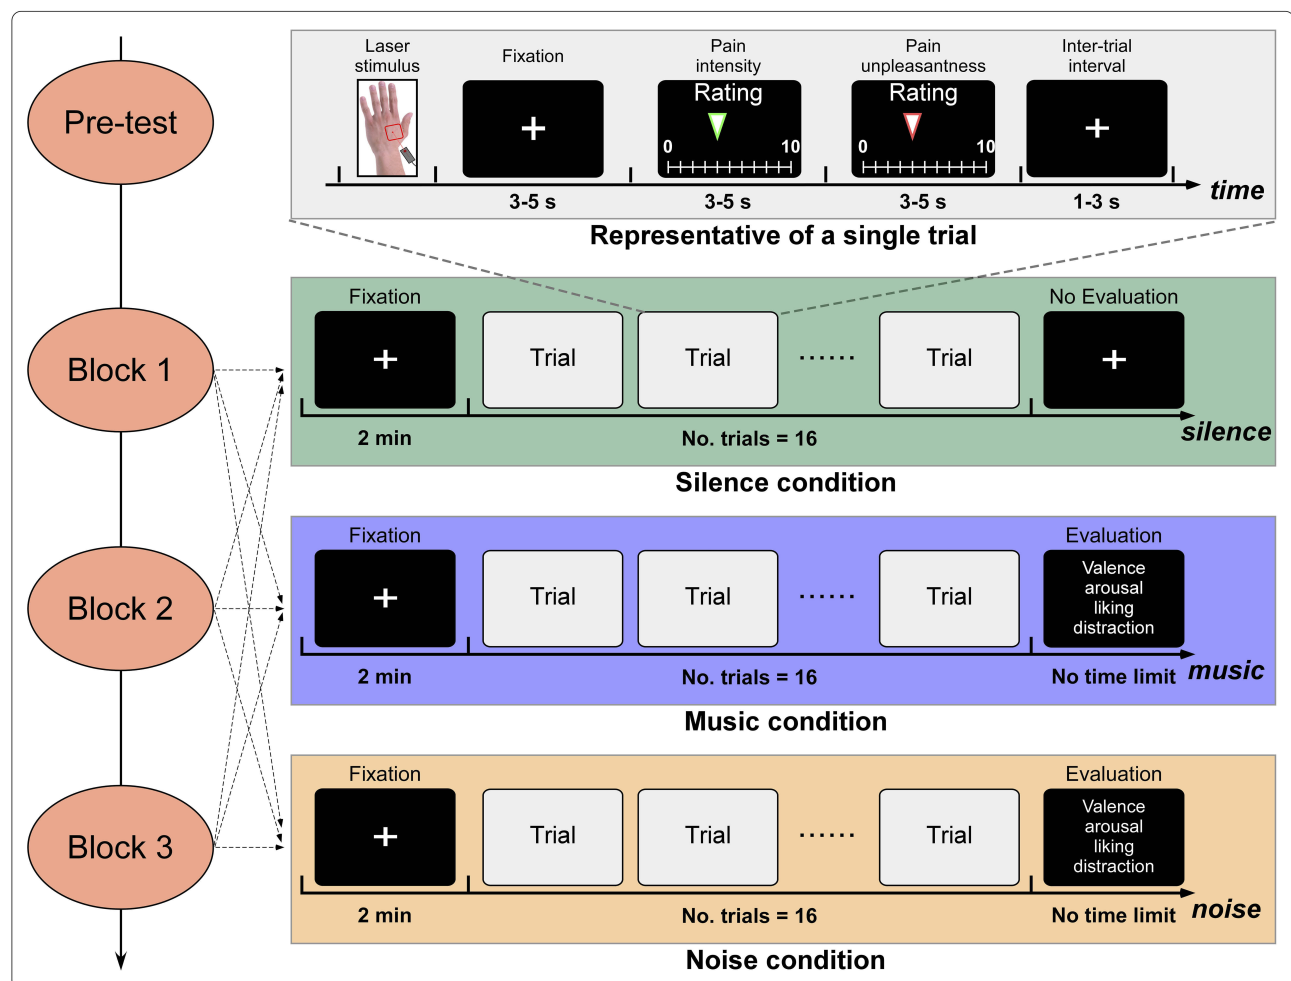 Pre-test
Block 1
Block 2
Block 3
Laser
stimulus
Fixation
Pain
intensity
Pain
unpleasantness
Inter-trial
interval
Rating
0 10
Rating
0 10
3-5 s
3-5 s
3-5 s
1-3 s
time
Representative of a single trial
Fixation
No Evaluation
Trial
Trial
......
Trial
2 min
No. trials = 16
silence
Silence condition
Fixation
Evaluation
Trial
Trial
......
Trial
Valence
arousal
liking
distraction
2 min
No. trials = 16
No time limit
music
Music condition
Fixation
Evaluation
Trial
Trial
......
Trial
Valence
arousal
liking
distraction
2 min
No. trials = 16
No time limit
noise
Noise condition